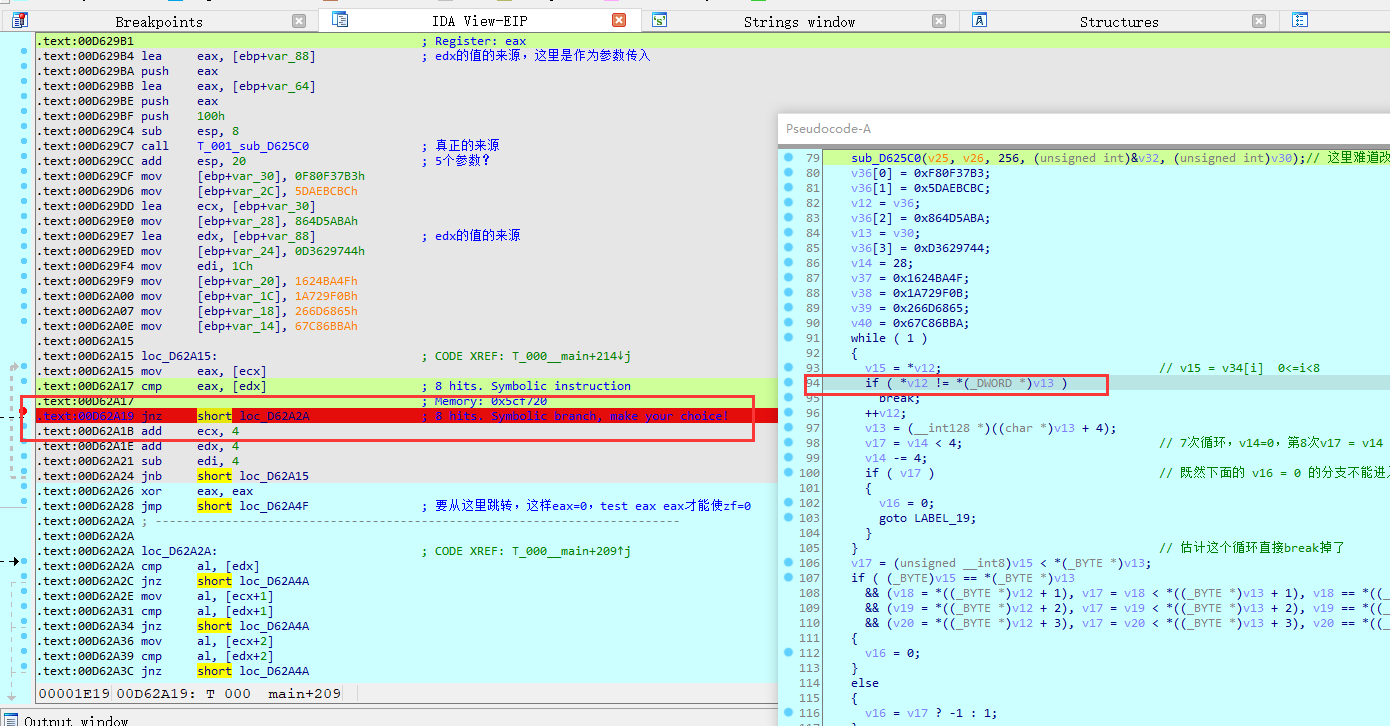 Breakpoints
IDA View-EIP
Strings window
Structures
.text:00D629B1 ; Register: eax
.text:00D629B4 lea eax, [ebp+var_88] ; edx的值的来源，这里是作为参数传入
.text:00D629BA push eax
.text:00D629BB lea eax, [ebp+var_64]
.text:00D629BE push eax
.text:00D629BF push 100h
.text:00D629C4 sub esp, 8
.text:00D629C7 call T_001_sub_D625C0 ; 真正的来源
.text:00D629CC add esp, 20 ; 5个参数？
.text:00D629CF mov [ebp+var_30], 0F80F37B3h
.text:00D629D6 mov [ebp+var_2C], 5DAEBCBCh
.text:00D629DD lea ecx, [ebp+var_30]
.text:00D629E0 mov [ebp+var_28], 864D5ABAh
.text:00D629E7 lea edx, [ebp+var_88] ; edx的值的来源
.text:00D629ED mov [ebp+var_24], 0D3629744h
.text:00D629F4 mov edi, 1Ch
.text:00D629F9 mov [ebp+var_20], 1624BA4Fh
.text:00D62A00 mov [ebp+var_1C], 1A729F0Bh
.text:00D62A07 mov [ebp+var_18], 266D6865h
.text:00D62A0E mov [ebp+var_14], 67C86BBAh
.text:00D62A15
.text:00D62A15 loc_D62A15: ; CODE XREF: T_000__main+214↓j
.text:00D62A15 mov eax, [ecx]
.text:00D62A17 cmp eax, [edx] ; 8 hits. Symbolic instruction
.text:00D62A17 ; Memory: 0x5cf720
.text:00D62A19 jnz short loc_D62A2A ; 8 hits. Symbolic branch, make your choice!
.text:00D62A1B add ecx, 4
.text:00D62A1E add edx, 4
.text:00D62A21 sub edi, 4
.text:00D62A24 jnb short loc_D62A15
.text:00D62A26 xor eax, eax
.text:00D62A28 jmp short loc_D62A4F ; 要从这里跳转，这样eax=0，test eax eax才能使zf=0
.text:00D62A2A ; ---------------------------------------------------------------------------
.text:00D62A2A
.text:00D62A2A loc_D62A2A: ; CODE XREF: T_000__main+209↑j
.text:00D62A2A cmp al, [edx]
.text:00D62A2C jnz short loc_D62A4A
.text:00D62A2E mov al, [ecx+1]
.text:00D62A31 cmp al, [edx+1]
.text:00D62A34 jnz short loc_D62A4A
.text:00D62A36 mov al, [ecx+2]
.text:00D62A39 cmp al, [edx+2]
.text:00D62A3C jnz short loc_D62A4A
00001E19 00D62A19: T 000 main+209
Output window
Pseudocode-A
79 sub_D625C0(v25, v26, 256, (unsigned int)&v32, (unsigned int)v30);// 这里难道改
80 v36[0] = 0xF80F37B3;
81 v36[1] = 0x5DAEBCBC;
82 v12 = v36;
83 v36[2] = 0x864D5ABA;
84 v13 = v30;
85 v36[3] = 0xD3629744;
86 v14 = 28;
87 v37 = 0x1624BA4F;
88 v38 = 0x1A729F0B;
89 v39 = 0x266D6865;
90 v40 = 0x67C86BBA;
91 while ( 1 )
92 {
93 v15 = *v12; // v15 = v34[i] 0<=i<8
94 if ( *v12 != *(_DWORD *)v13 )
95 break;
96 ++v12;
97 v13 = (__int128 *)((char *)v13 + 4);
98 v17 = v14 < 4; // 7次循环，v14=0，第8次v17 = v14
99 v14 -= 4;
100 if ( v17 ) // 既然下面的 v16 = 0 的分支不能进入
101 {
102 v16 = 0;
103 goto LABEL_19;
104 }
105 } // 估计这个循环直接break掉了
106 v17 = (unsigned __int8)v15 < *(_BYTE *)v13;
107 if ( (_BYTE)v15 == *(_BYTE *)v13
108 && (v18 = *((_BYTE *)v12 + 1), v17 = v18 < *((_BYTE *)v13 + 1), v18 == *((_
109 && (v19 = *((_BYTE *)v12 + 2), v17 = v19 < *((_BYTE *)v13 + 2), v19 == *((_
110 && (v20 = *((_BYTE *)v12 + 3), v17 = v20 < *((_BYTE *)v13 + 3), v20 == *((_
111 {
112 v16 = 0;
113 }
114 else
115 {
116 v16 = v17 ? -1 : 1;